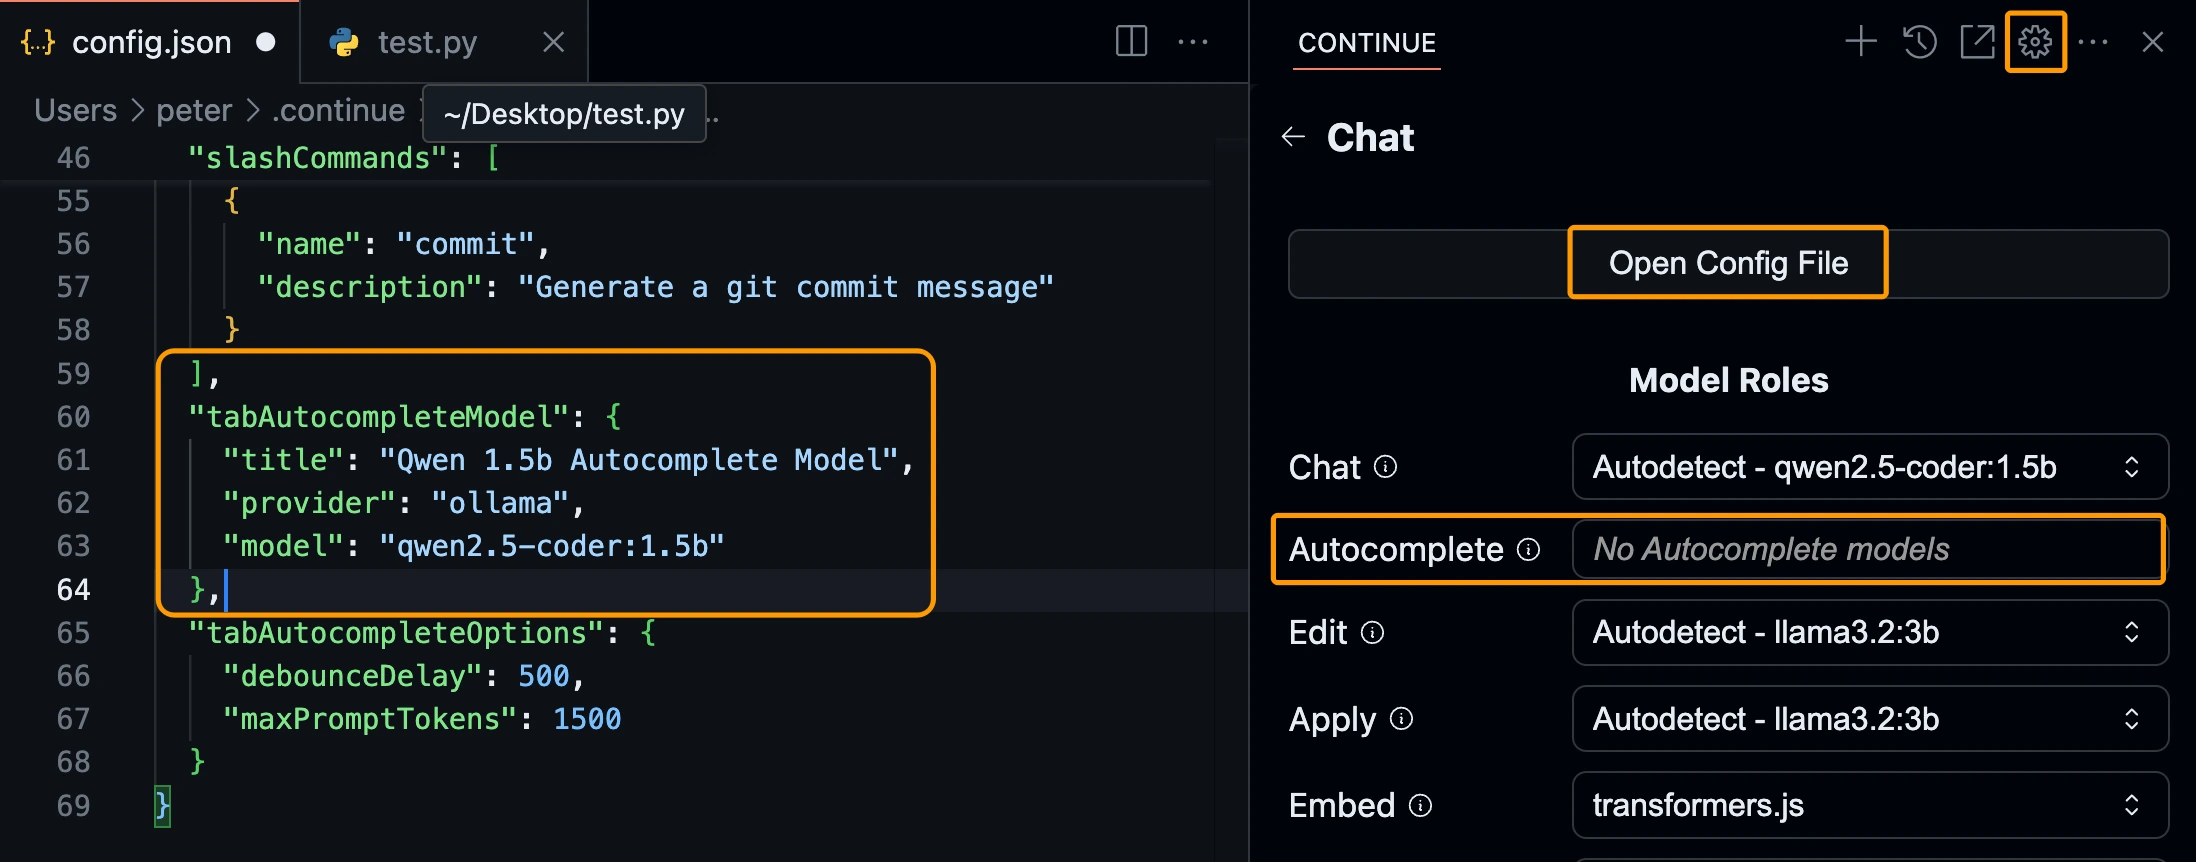 {...} config.json
test.py
Users > peter > .continue
~/Desktop/test.py
..
46 "slashCommands": [
55 {
56 "name": "commit",
57 "description": "Generate a git commit message"
58 }
59 ],
60 "tabAutocompleteModel": {
61 "title": "Qwen 1.5b Autocomplete Model",
62 "provider": "ollama",
63 "model": "qwen2.5-coder:1.5b"
64 },
65 "tabAutocompleteOptions": {
66 "debounceDelay": 500,
67 "maxPromptTokens": 1500
68 }
69 }
CONTINUE
Chat
Open Config File
Model Roles
Chat Autodetect - qwen2.5-coder:1.5b
Autocomplete No Autocomplete models
Edit Autodetect - llama3.2:3b
Apply Autodetect - llama3.2:3b
Embed transformers.js